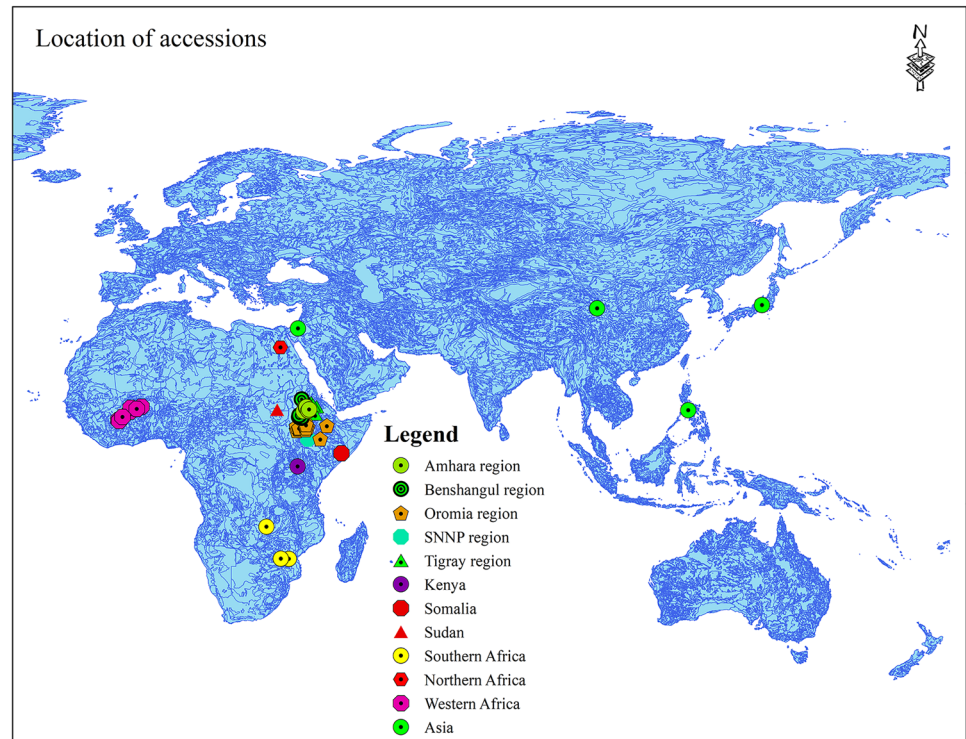 Location of accessions
N
Legend
Amhara region
Benshangul region
Oromia region
SNNP region
Tigray region
Kenya
Somalia
Sudan
Southern Africa
Northern Africa
Western Africa
Asia